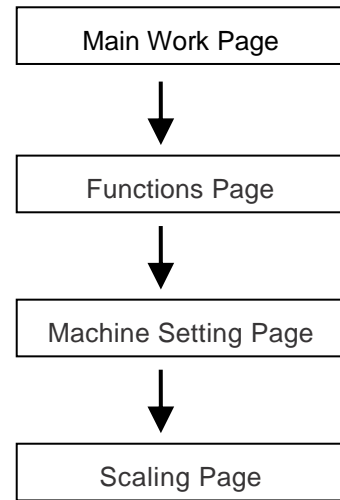 Main Work Page
Functions Page
Machine Setting Page
Scaling Page